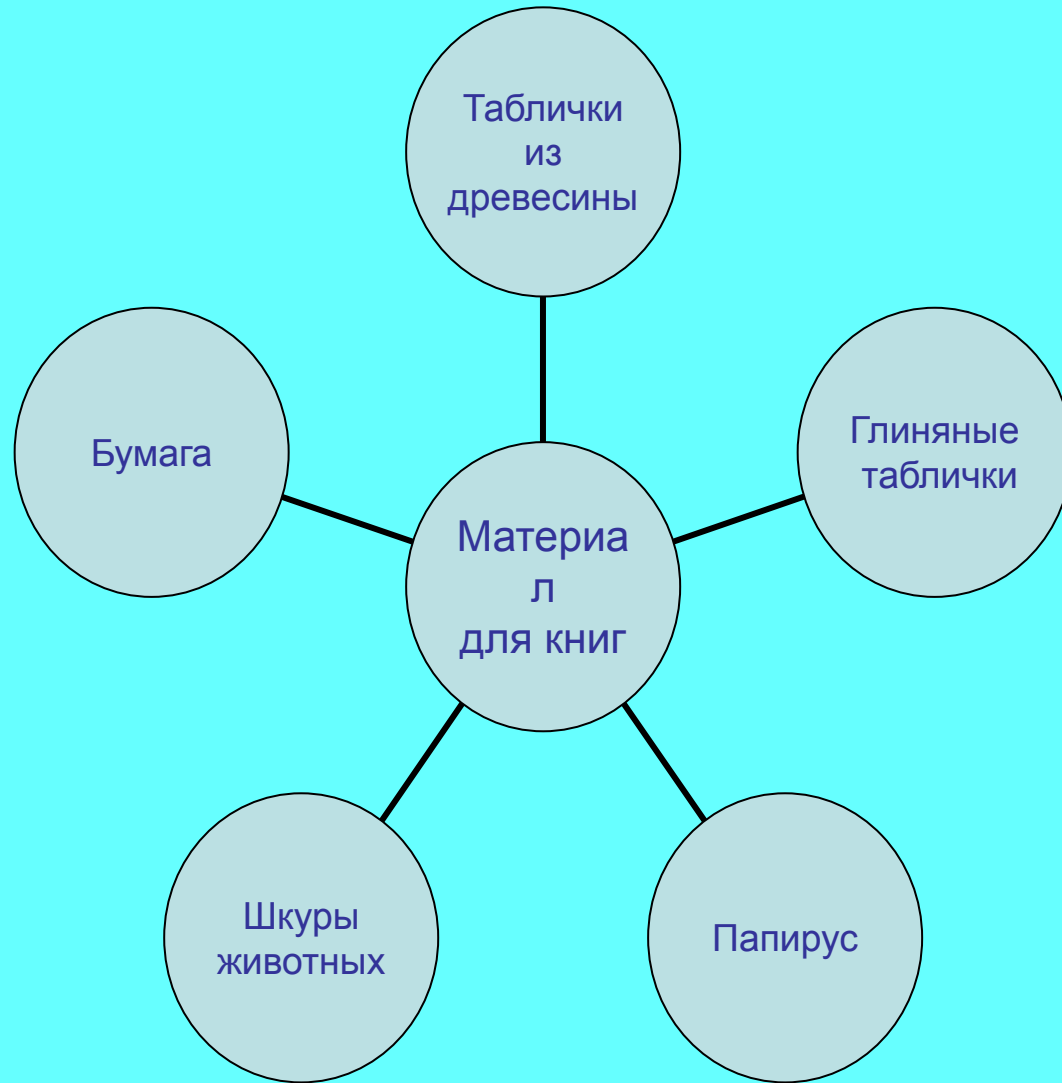 Таблички
из
древесины
Бумага
Глиняные
таблички
Материа
л
для книг
Шкуры
животных
Папирус